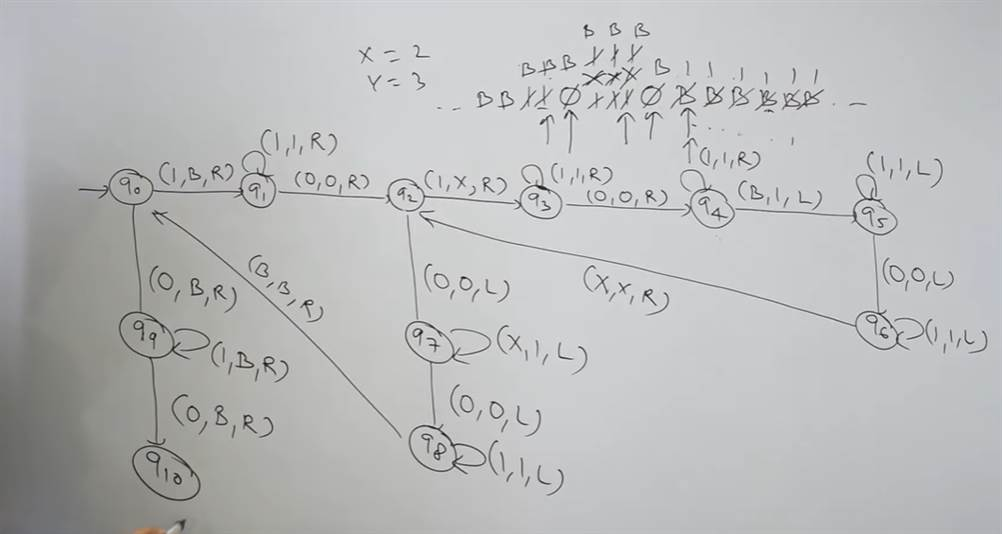 X = 2
Y = 3
B B B
X X X
B B B X X X B 1 1 1 1 1 1
... B B X X 0 X X X 0 B B B B B B ...
(1,1,R) (1,1,R) (1,1,R) (1,1,L)
q0 (1,B,R) q1 (0,0,R) q2 (1,X,R) q3 (0,0,R) q4 (B,1,L) q5
(0,B,R) (B,B,R) (0,0,L) (X,X,R) (0,0,L)
q9 (1,B,R) q7 (X,1,L) q6 (1,1,L)
(0,B,R) (0,0,L)
q10 q8 (1,1,L)